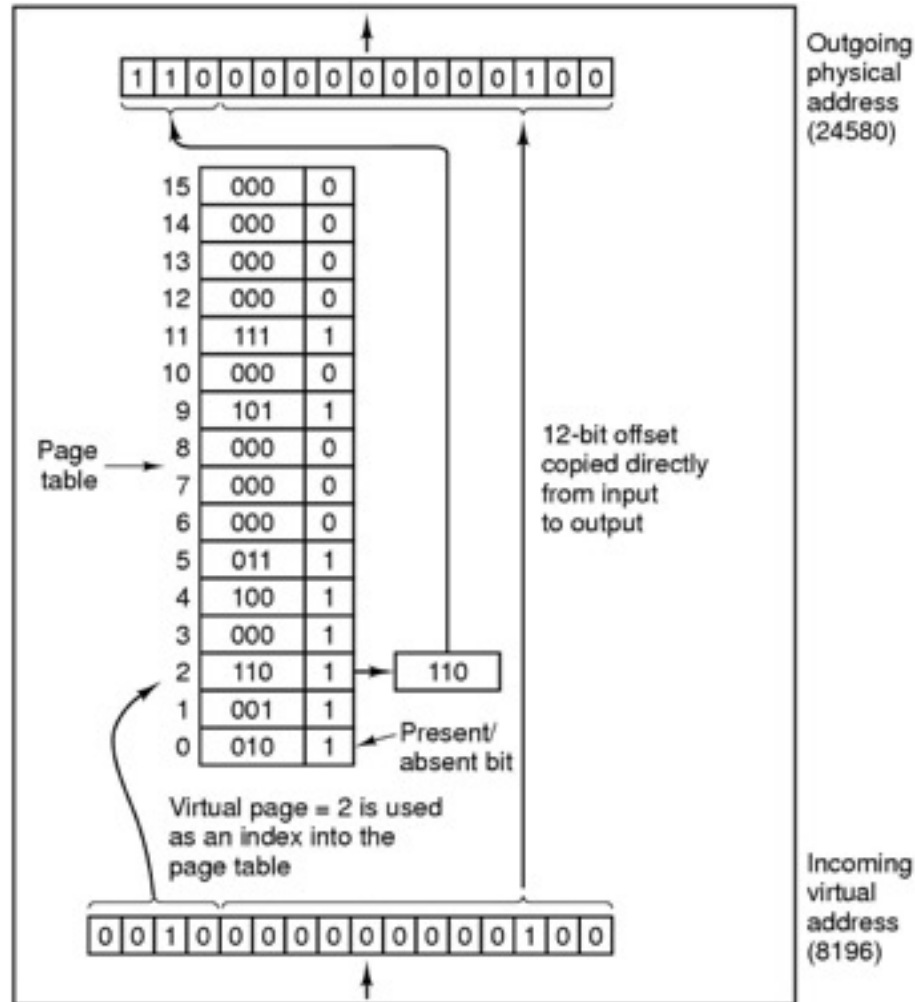 1 1 0 0 0 0 0 0 0 0 0 0 1 0 0
Outgoing
physical
address
(24580)
15 000 0
14 000 0
13 000 0
12 000 0
11 111 1
10 000 0
9 101 1
8 000 0
7 000 0
6 000 0
5 011 1
4 100 1
3 000 1
2 110 1
1 001 1
0 010 1
Page
table
110
12-bit offset
copied directly
from input
to output
Present/
absent bit
Virtual page = 2 is used
as an index into the
page table
0 0 1 0 0 0 0 0 0 0 0 0 0 1 0 0
Incoming
virtual
address
(8196)